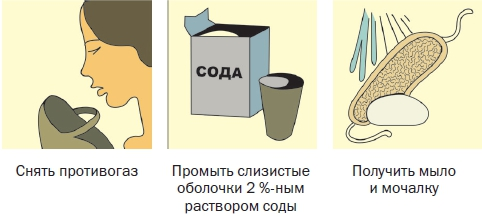 СОДА
Снять противогаз
Промыть слизистые
оболочки 2 %-ным
раствором соды
Получить мыло
и мочалку